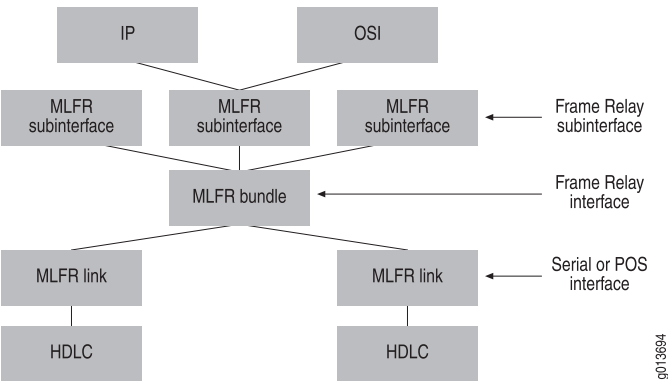 IP
OSI
MLFR
subinterface
MLFR
subinterface
MLFR
subinterface
Frame Relay
subinterface
MLFR bundle
Frame Relay
interface
MLFR link
MLFR link
Serial or POS
interface
HDLC
HDLC
g013694